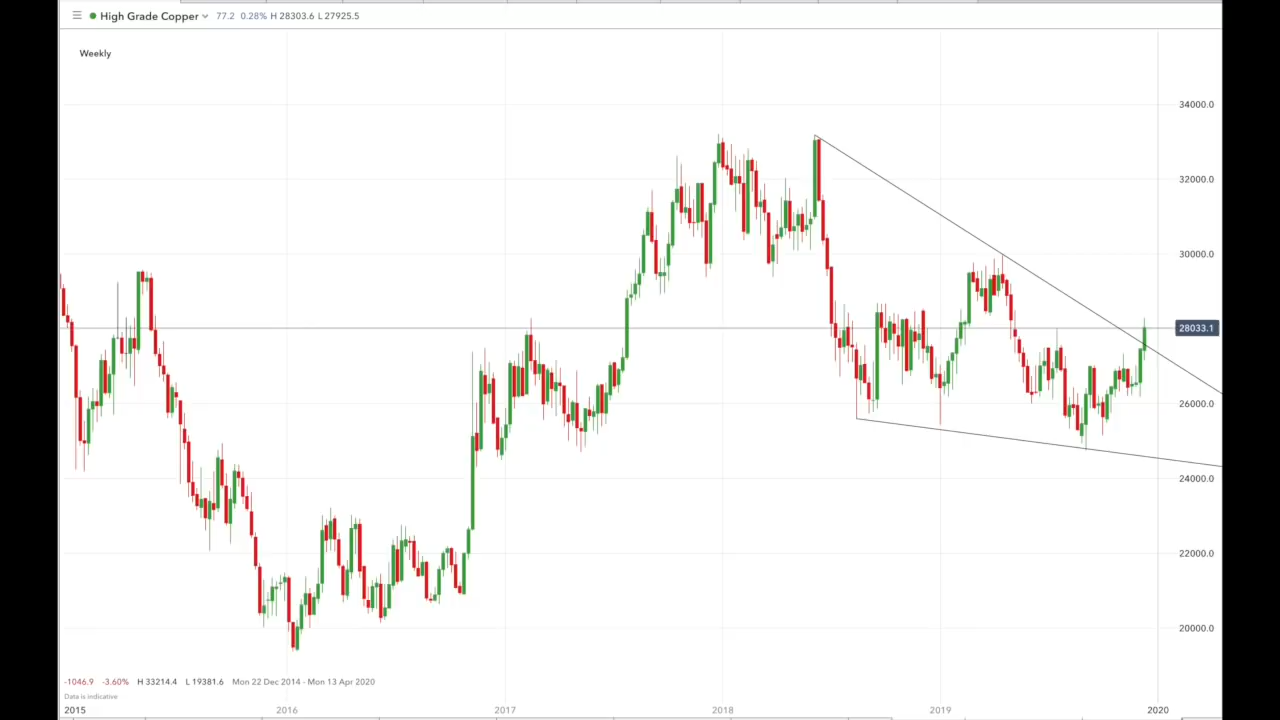 High Grade Copper 77.2 0.28% H 28303.6 L 27925.5
Weekly
34000.0
32000.0
30000.0
28033.1
26000.0
24000.0
22000.0
20000.0
-1046.9 -3.60% H 33214.4 L 19381.6 Mon 22 Dec 2014 - Mon 13 Apr 2020
Data is indicative
2015 2016 2017 2018 2019 2020